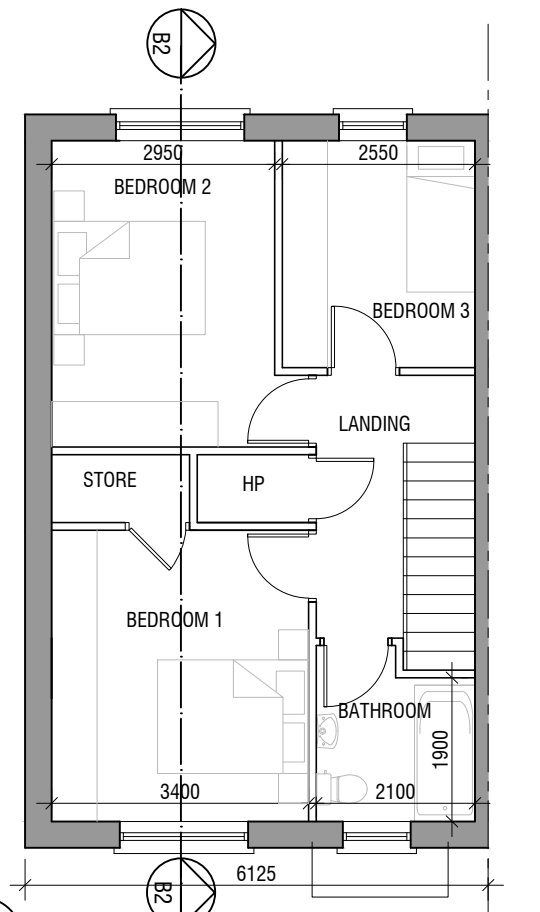 B2
2950
2550
BEDROOM 2
BEDROOM 3
LANDING
STORE
HP
BEDROOM 1
BATHROOM
1900
3400
2100
6125
B2